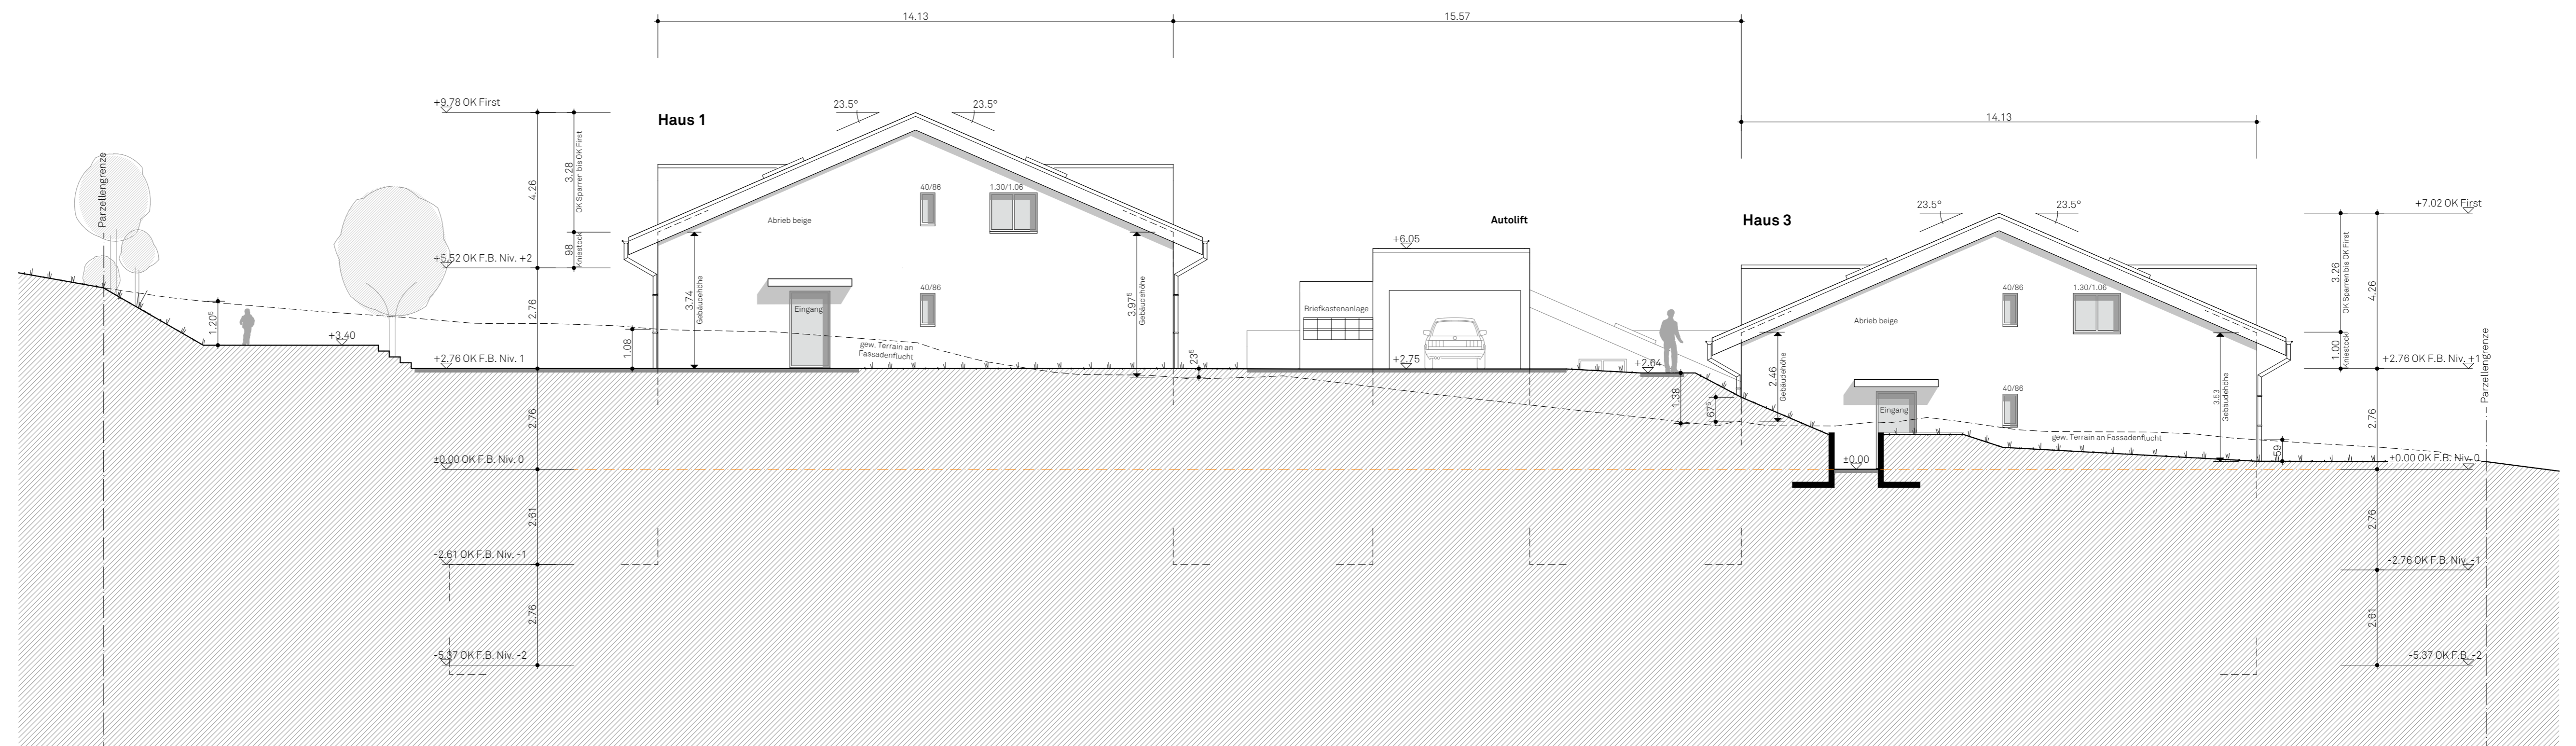 14.13
15.57
14.13
+9.78 OK First
23.5°
23.5°
Haus 1
Parzellengrenze
4.26
3.28
OK Sparren bis OK First
98
Kniestock
40/86
1.30/1.06
Abrieb beige
+5.52 OK F.B. Niv. +2
2.76
1.20⁵
+3.40
1.08
3.74
Gebäudehöhe
Eingang
40/86
gew. Terrain an
Fassadenflucht
3.97⁵
Gebäudehöhe
23⁵
+2.76 OK F.B. Niv. 1
2.76
±0.00 OK F.B. Niv. 0
2.61
-2.61 OK F.B. Niv. -1
2.76
-5.37 OK F.B. Niv. -2
Autolift
+6.05
Briefkastenanlage
+2.75
+2.64
1.38
67⁵
Haus 3
23.5°
23.5°
40/86
1.30/1.06
Abrieb beige
2.46
Gebäudehöhe
40/86
Eingang
±0.00
gew. Terrain an Fassadenflucht
3.53
Gebäudehöhe
59
+7.02 OK First
3.26
OK Sparren bis OK First
4.26
1.00
Kniestock
+2.76 OK F.B. Niv. +1
Parzellengrenze
2.76
±0.00 OK F.B. Niv. 0
2.76
-2.76 OK F.B. Niv. -1
2.61
-5.37 OK F.B. -2